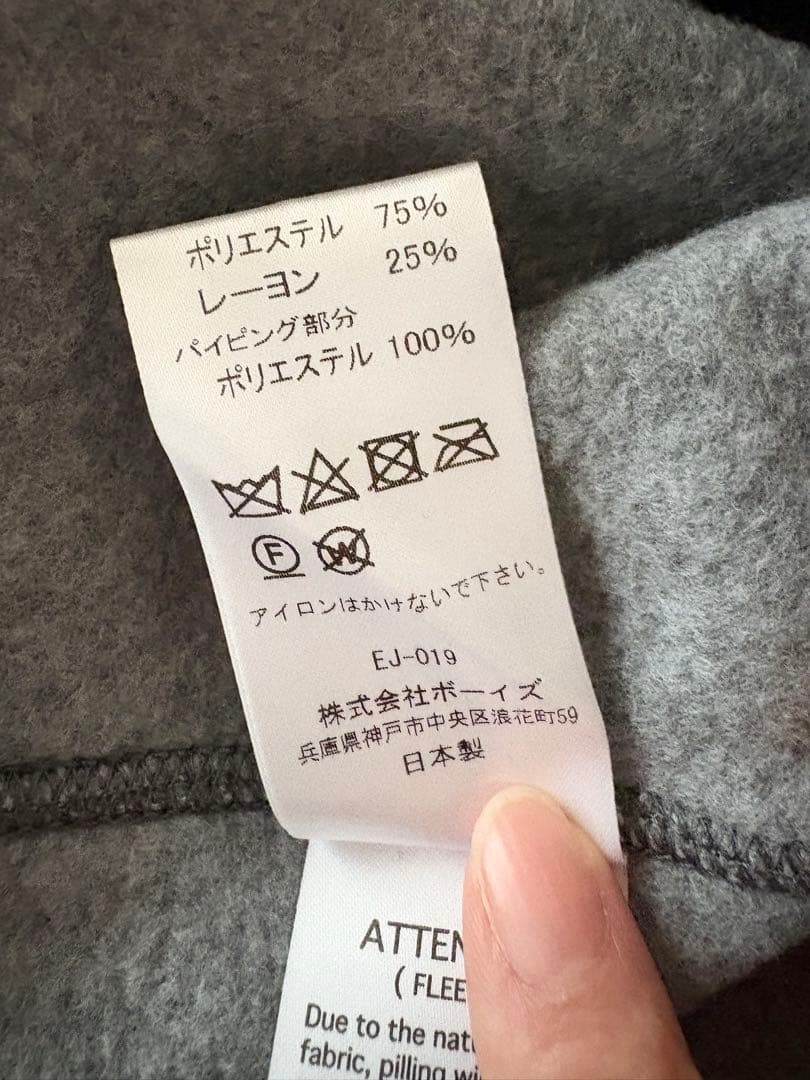 ポリエステル 75%
レーヨン 25%
パイピング部分
ポリエステル 100%
F W
アイロンはかけないで下さい。
EJ-019
株式会社ボーイズ
兵庫県神戸市中央区浪花町59
日本製
Due to the
fabric, pilling